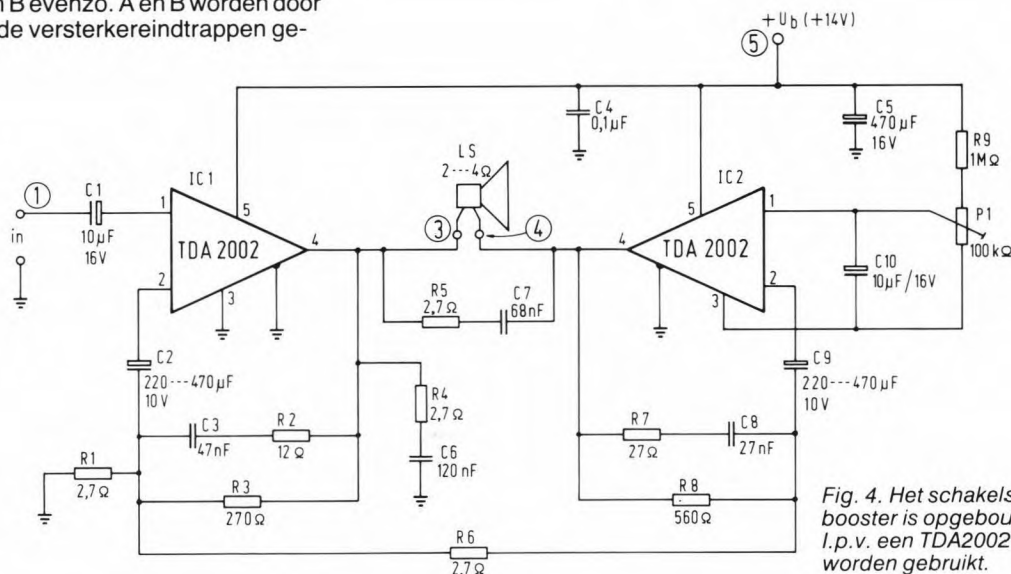 n B evenzo. A en B worden door
de versterkereindtrappen ge-
+Ub (+14V)
5
C4
0,1µF
C5
470µF
16V
R9
1MΩ
LS
2---4Ω
IC1
IC2
1
C1
10µF
16V
in
1
5
TDA 2002
4
2
3
3
4
5
1
4
TDA 2002
2
3
P1
100kΩ
C10
10µF/16V
R5
2,7Ω
C7
68nF
C2
220---470µF
10V
C9
220---470µF
10V
R4
2,7Ω
C3
47nF
R2
12Ω
R7
27Ω
C8
27nF
C6
120nF
R1
2,7Ω
R3
270Ω
R8
560Ω
R6
2,7Ω
Fig. 4. Het schakels
booster is opgebou
I.p.v. een TDA2002
worden gebruikt.